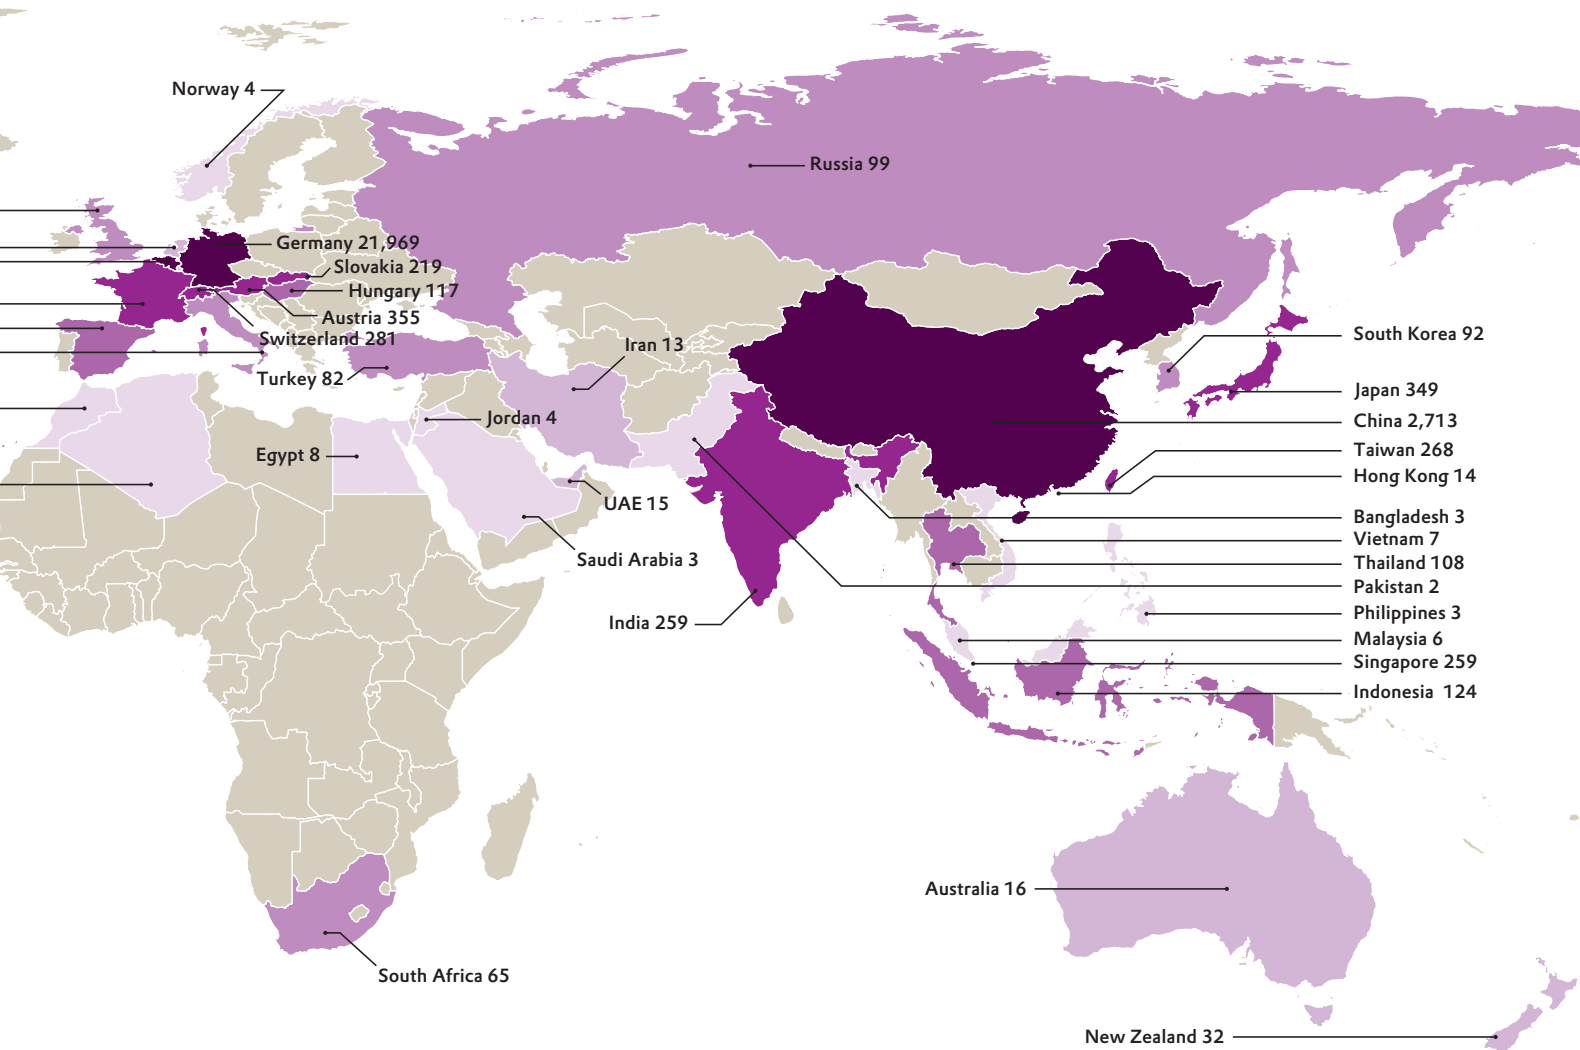 Norway 4
Russia 99
Germany 21,969
Slovakia 219
Hungary 117
Austria 355
Switzerland 281
Turkey 82
Iran 13
Jordan 4
Egypt 8
UAE 15
Saudi Arabia 3
India 259
South Korea 92
Japan 349
China 2,713
Taiwan 268
Hong Kong 14
Bangladesh 3
Vietnam 7
Thailand 108
Pakistan 2
Philippines 3
Malaysia 6
Singapore 259
Indonesia 124
Australia 16
South Africa 65
New Zealand 32